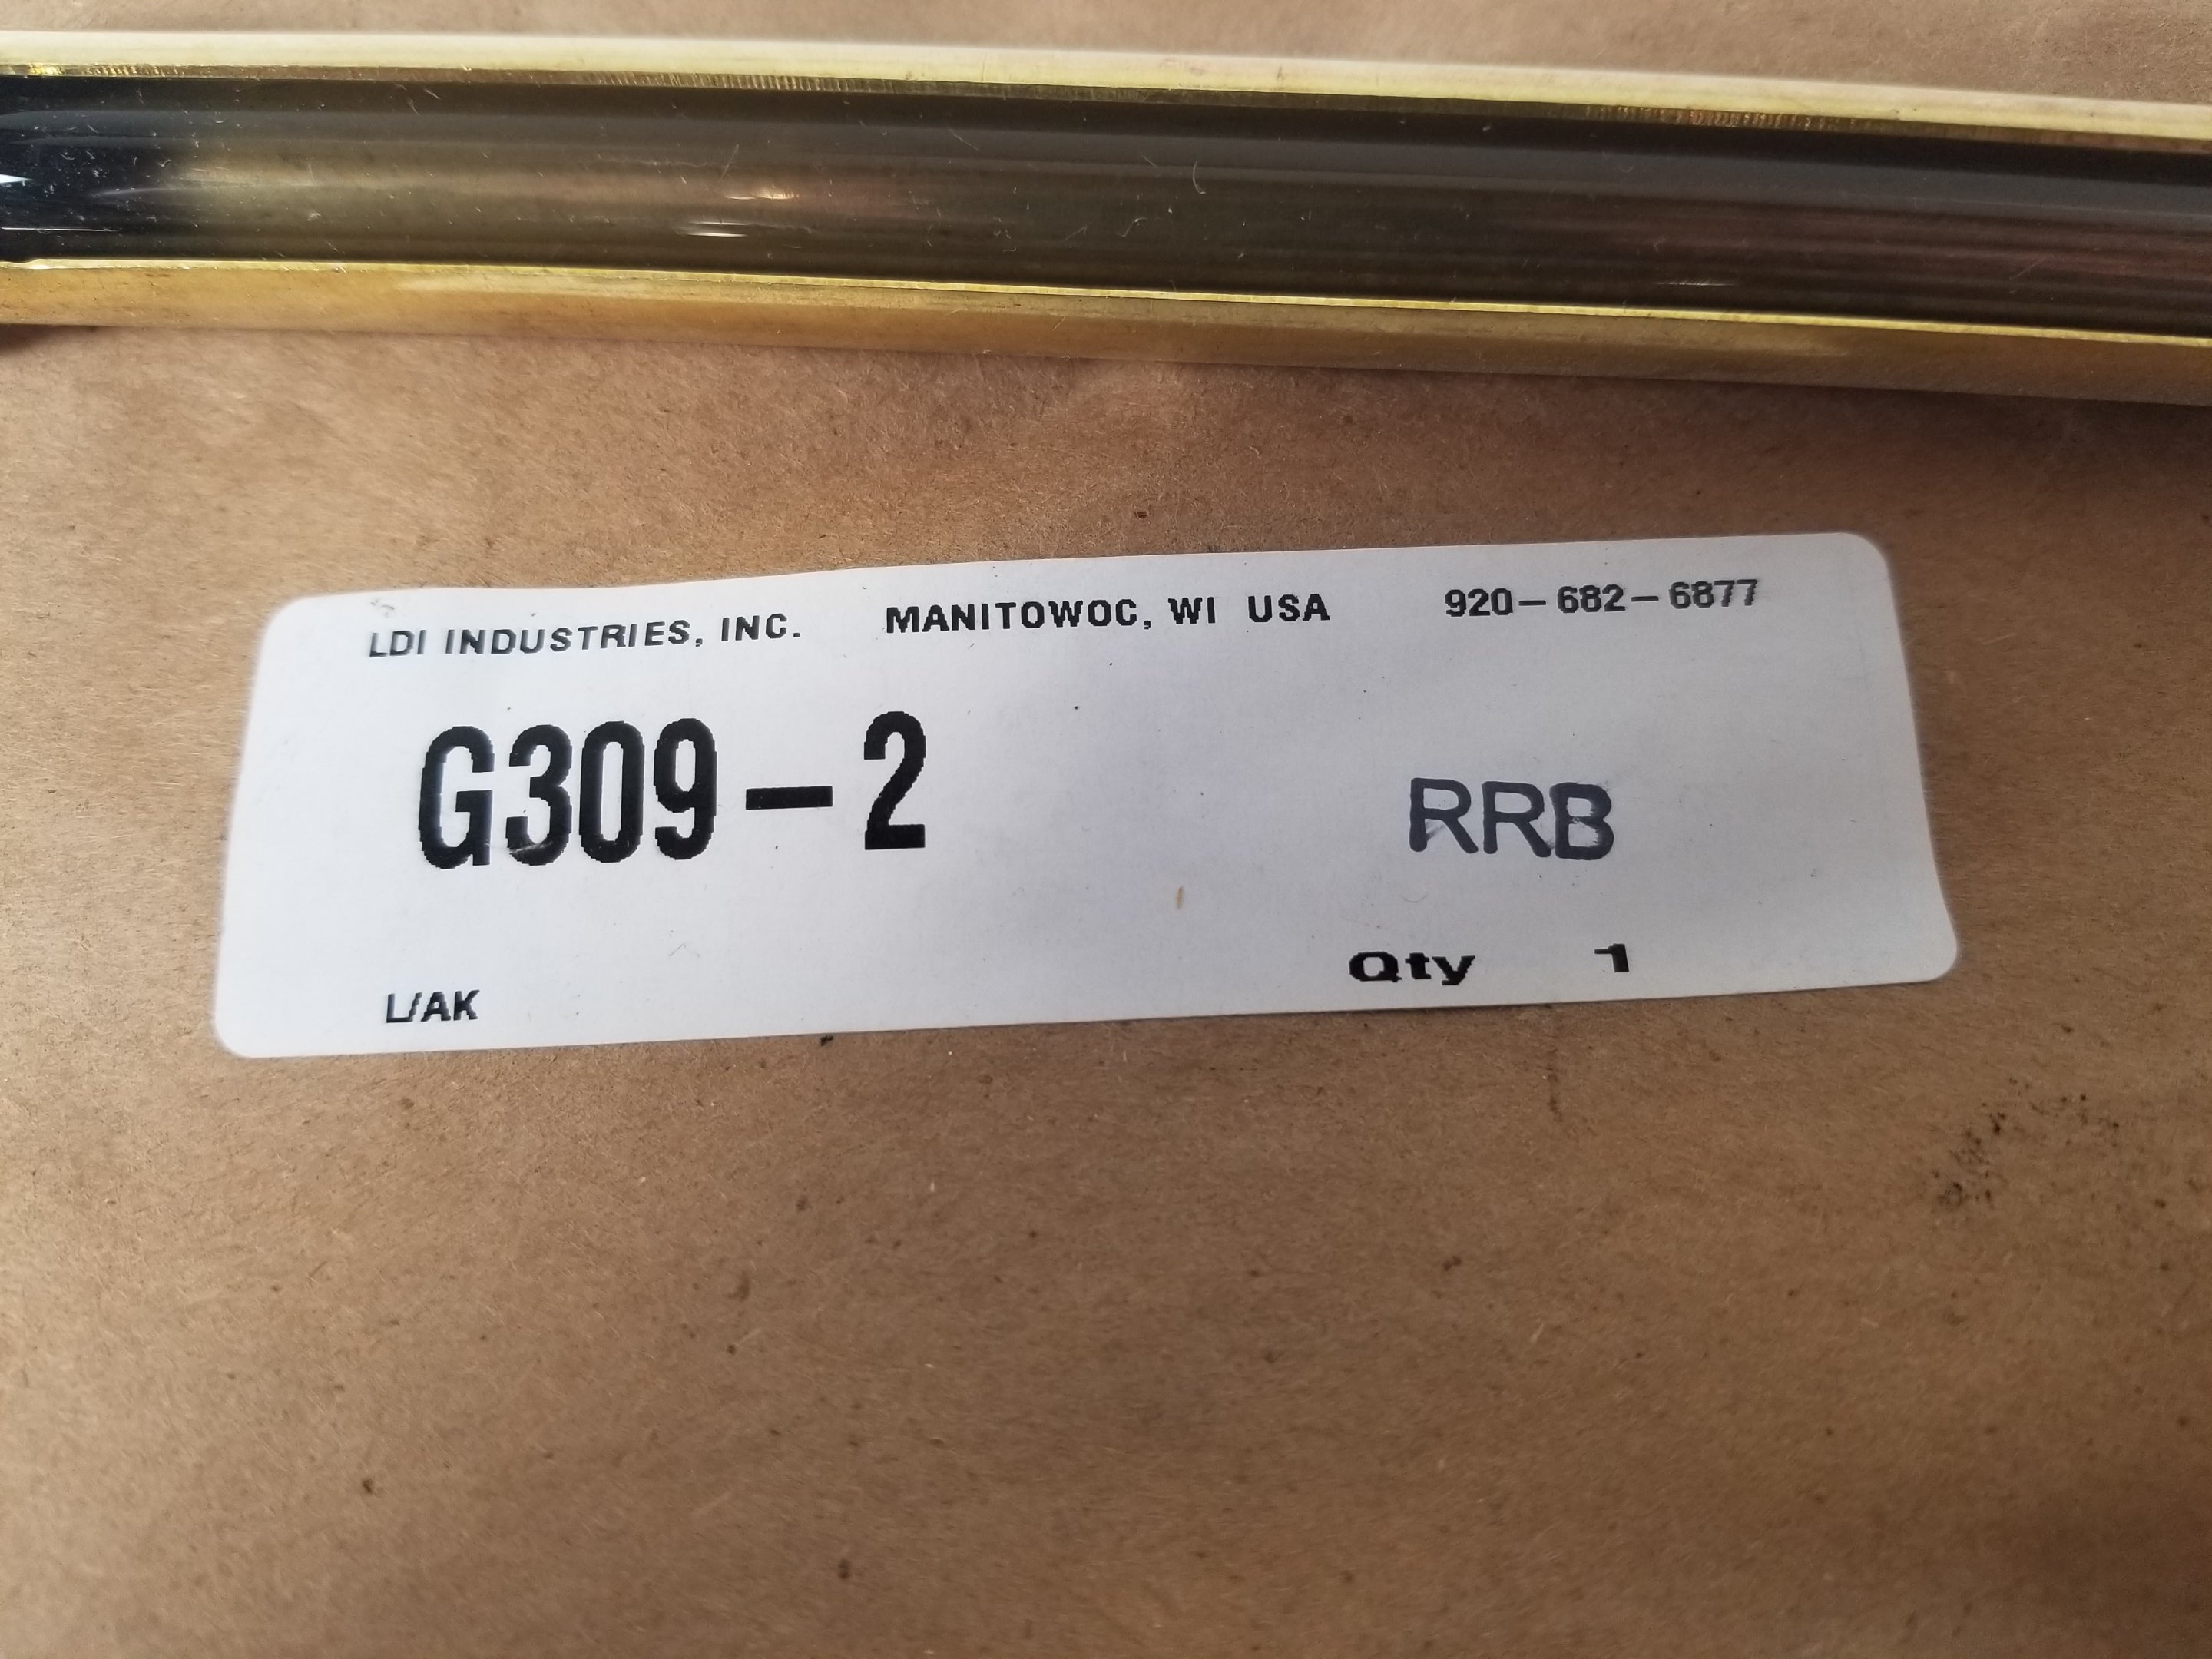 LDI INDUSTRIES, INC. MANITOWOC, WI USA 920-682-6877
G309-2 RRB
L/AK Qty 1